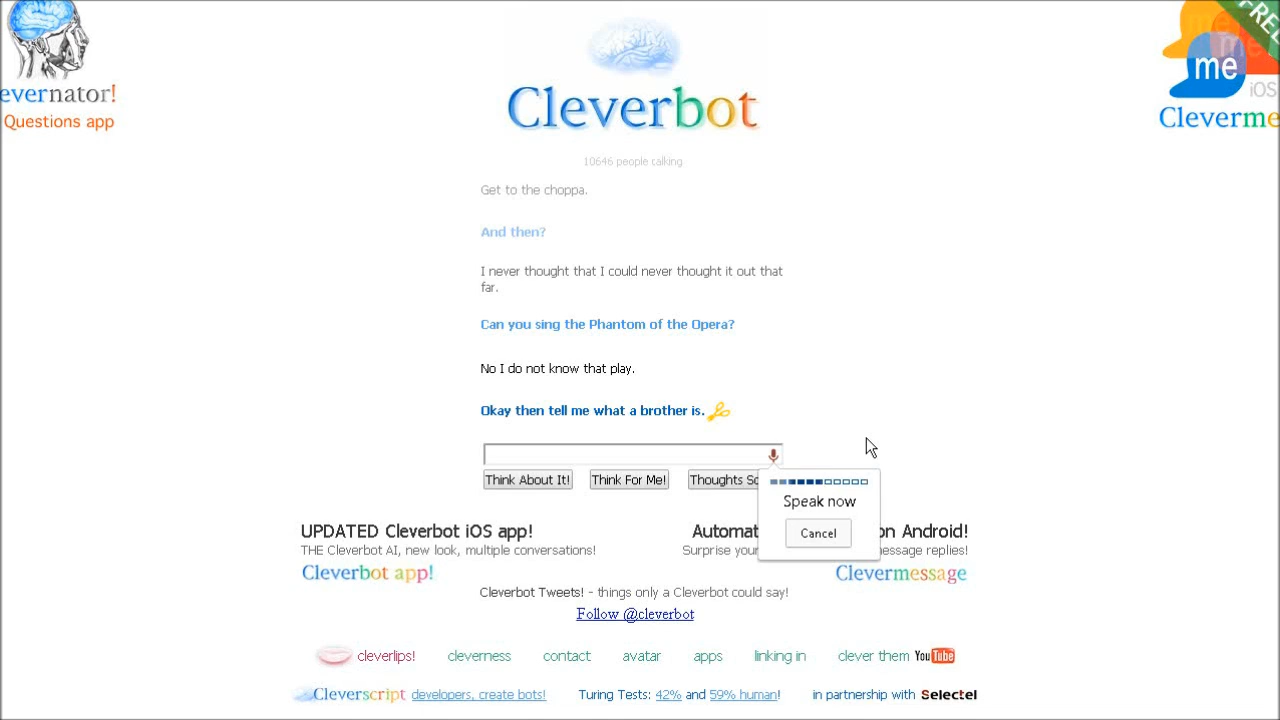 FREE
me
iOS
evernator!
Questions app
Cleverbot
Cleverme
10646 people talking
Get to the choppa.
And then?
I never thought that I could never thought it out that
far.
Can you sing the Phantom of the Opera?
No I do not know that play.
Okay then tell me what a brother is.
Think About It! Think For Me! Thoughts So
Speak now
Cancel
UPDATED Cleverbot iOS app! Automat on Android!
THE Cleverbot AI, new look, multiple conversations! Surprise your message replies!
Cleverbot app! Clevermessage
Cleverbot Tweets! - things only a Cleverbot could say!
Follow @cleverbot
cleverlips! cleverness contact avatar apps linking in clever them YouTube
Cleverscript developers, create bots! Turing Tests: 42% and 59% human! in partnership with Selectel